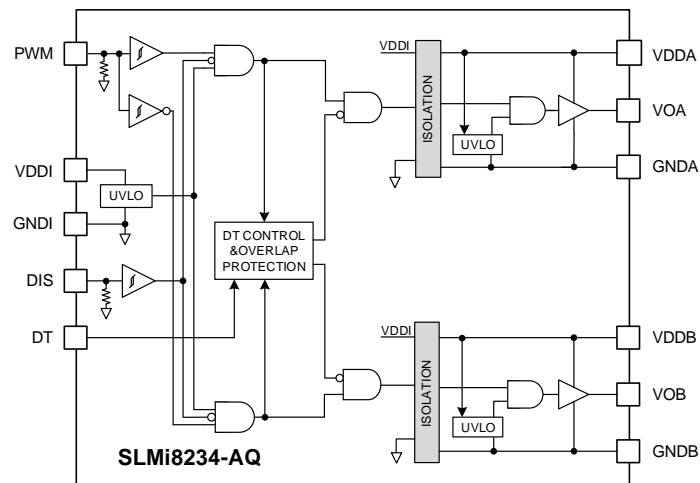 PWM
VDDI
GNDI
DIS
DT
UVLO
DT CONTROL
&OVERLAP
PROTECTION
SLMi8234-AQ
VDDI
ISOLATION
UVLO
VDDA
VOA
GNDA
VDDI
ISOLATION
UVLO
VDDB
VOB
GNDB